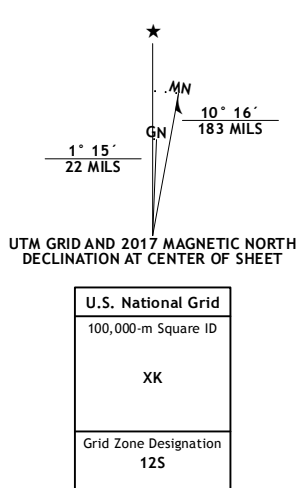 ★
MN
GN
10° 16´
183 MILS
1° 15´
22 MILS
UTM GRID AND 2017 MAGNETIC NORTH
DECLINATION AT CENTER OF SHEET
U.S. National Grid
100,000-m Square ID
XK
Grid Zone Designation
12S